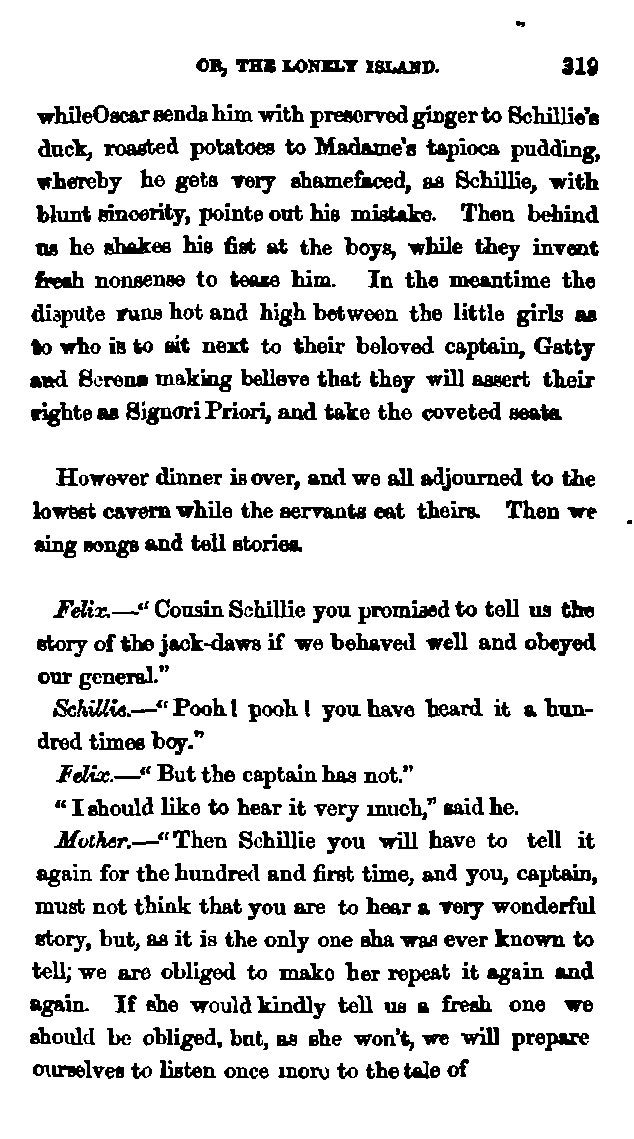 OR, THE LONELY ISLAND. 319
while Oscar sends him with preserved ginger to Schillie's
duck, roasted potatoes to Madame's tapioca pudding,
whereby he gets very shamefaced, as Schillie, with
blunt sincerity, points out his mistake. Then behind
us he shakes his fist at the boys, while they invent
fresh nonsense to tease him. In the meantime the
dispute runs hot and high between the little girls as
to who is to sit next to their beloved captain, Gatty
and Serena making believe that they will assert their
rights as Signori Priori, and take the coveted seats.
However dinner is over, and we all adjourned to the
lowest cavern while the servants eat theirs. Then we
sing songs and tell stories.
Felix.—“Cousin Schillie you promised to tell us the
story of the jack-daws if we behaved well and obeyed
our general.”
Schillie.—“Pooh! pooh! you have heard it a hun-
dred times boy.”
Felix.—“But the captain has not.”
“I should like to hear it very much,” said he.
Mother.—“Then Schillie you will have to tell it
again for the hundred and first time, and you, captain,
must not think that you are to hear a very wonderful
story, but, as it is the only one sha was ever known to
tell; we are obliged to make her repeat it again and
again. If she would kindly tell us a fresh one we
should be obliged, but, as she won't, we will prepare
ourselves to listen once more to the tale of